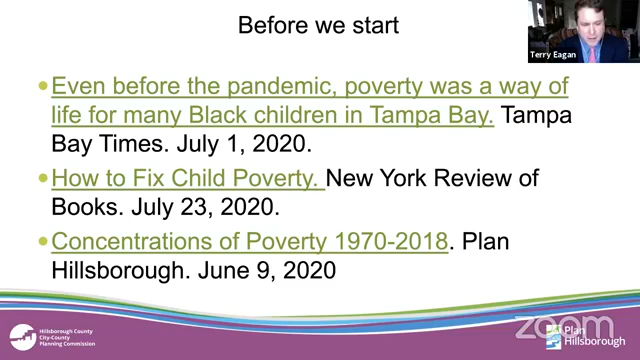 Before we start
Terry Eagan
Even before the pandemic, poverty was a way of
life for many Black children in Tampa Bay. Tampa
Bay Times. July 1, 2020.
How to Fix Child Poverty. New York Review of
Books. July 23, 2020.
Concentrations of Poverty 1970-2018. Plan
Hillsborough. June 9, 2020
Hillsborough County
City-County
Planning Commission
zoom
Plan
Hillsborough